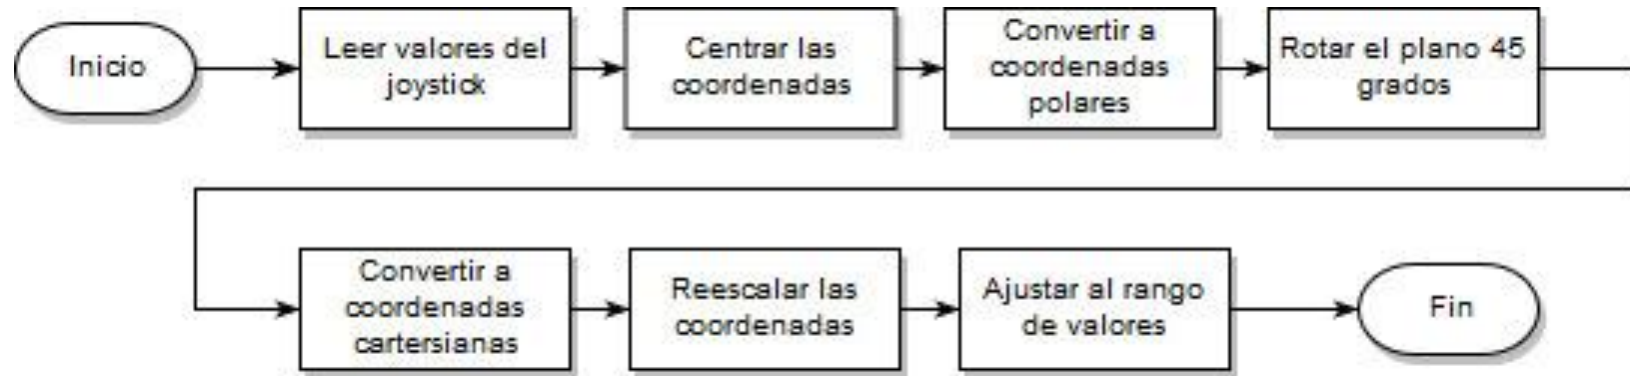 Inicio
Leer valores del
joystick
Centrar las
coordenadas
Convertir a
coordenadas
polares
Rotar el plano 45
grados
Convertir a
coordenadas
cartersianas
Reescalar las
coordenadas
Ajustar al rango
de valores
Fin